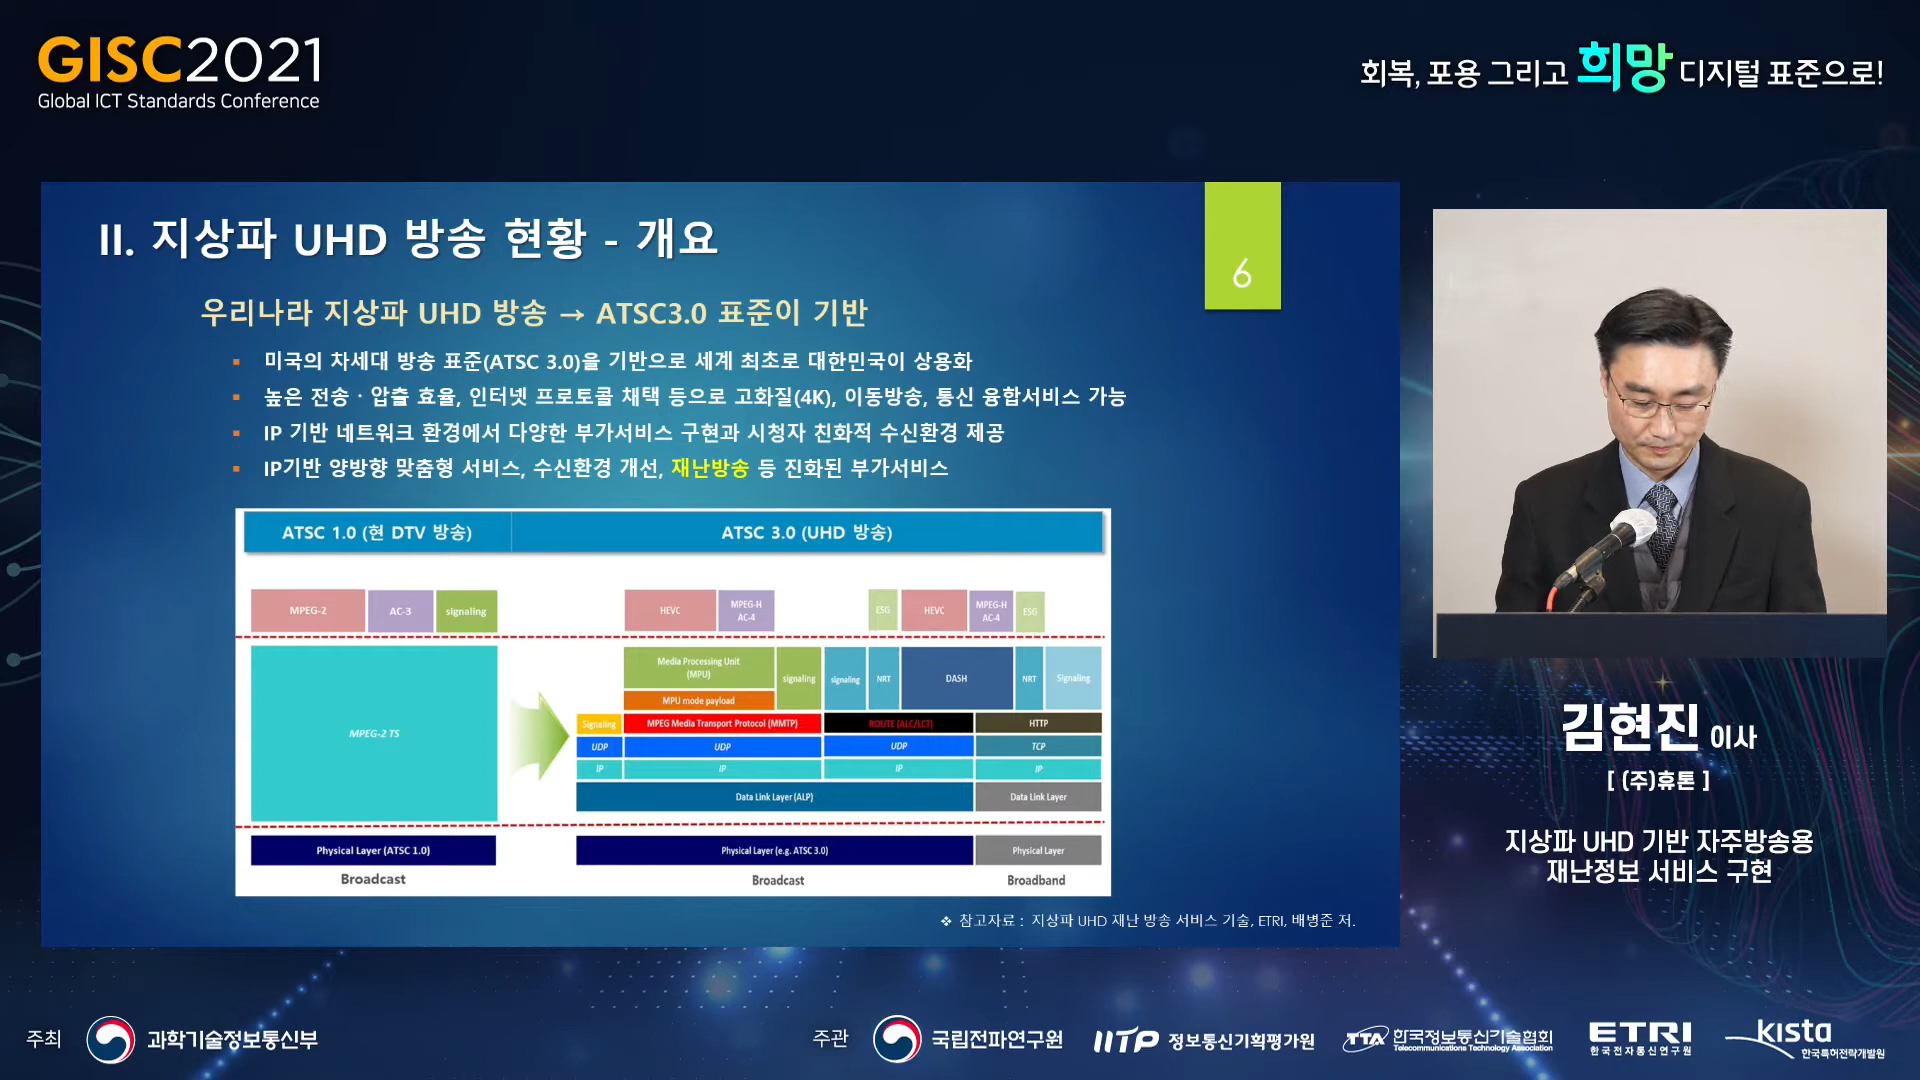 GISC2021
Global ICT Standards Conference
회복, 포용 그리고 희망 디지털 표준으로!
II. 지상파 UHD 방송 현황 - 개요
6
우리나라 지상파 UHD 방송 → ATSC3.0 표준이 기반
▪ 미국의 차세대 방송 표준(ATSC 3.0)을 기반으로 세계 최초로 대한민국이 상용화
▪ 높은 전송ㆍ압출 효율, 인터넷 프로토콜 채택 등으로 고화질(4K), 이동방송, 통신 융합서비스 가능
▪ IP 기반 네트워크 환경에서 다양한 부가서비스 구현과 시청자 친화적 수신환경 제공
▪ IP기반 양방향 맞춤형 서비스, 수신환경 개선, 재난방송 등 진화된 부가서비스
ATSC 1.0 (현 DTV 방송)
ATSC 3.0 (UHD 방송)
MPEG-2
AC-3
signaling
HEVC
MPEG-H
AC-4
ESG
HEVC
MPEG-H
AC-4
ESG
MPEG-2 TS
Media Processing Unit
(MPU)
MPU mode payload
signaling
signaling
NRT
DASH
NRT
Signaling
Signaling
MPEG Media Transport Protocol (MMTP)
ROUTE (ALC/LCT)
HTTP
UDP
UDP
UDP
TCP
IP
IP
IP
IP
Data Link Layer (ALP)
Data Link Layer
Physical Layer (ATSC 1.0)
Physical Layer (e.g. ATSC 3.0)
Physical Layer
Broadcast
Broadcast
Broadband
❖ 참고자료 : 지상파 UHD 재난 방송 서비스 기술, ETRI, 배병준 저.
김현진 이사
[ (주)휴톤 ]
지상파 UHD 기반 자주방송용
재난정보 서비스 구현
주최 과학기술정보통신부
주관 국립전파연구원
IITP 정보통신기획평가원
TTA 한국정보통신기술협회
Telecommunications Technology Association
ETRI
한국전자통신연구원
kista
한국특허전략개발원